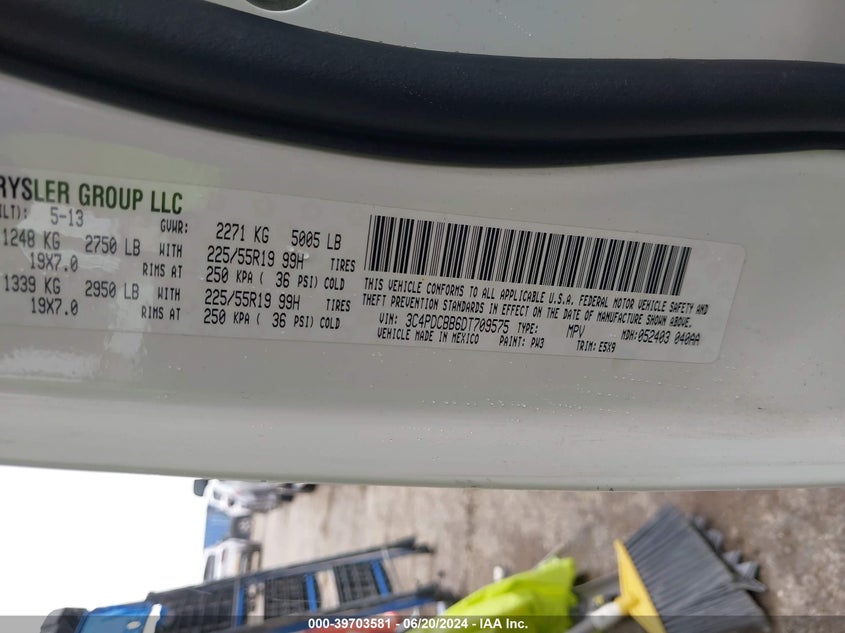 RYSLER GROUP LLC
ILT): 5-13 GVWR: 2271 KG 5005 LB
1248 KG 2750 LB WITH 225/55R19 99H TIRES
19X7.0 RIMS AT 250 KPA ( 36 PSI) COLD
1339 KG 2950 LB WITH 225/55R19 99H TIRES
19X7.0 RIMS AT 250 KPA ( 36 PSI) COLD
THIS VEHICLE CONFORMS TO ALL APPLICABLE U.S.A. FEDERAL MOTOR VEHICLE SAFETY AND
THEFT PREVENTION STANDARDS IN EFFECT ON THE DATE OF MANUFACTURE SHOWN ABOVE.
VIN: 3C4PDCBB6DT709575 TYPE: MPV MDH:052403 040AA
VEHICLE MADE IN MEXICO PAINT: PW3 TRIM: E5X9
000-39703581 / 06/20/2024 - IAA